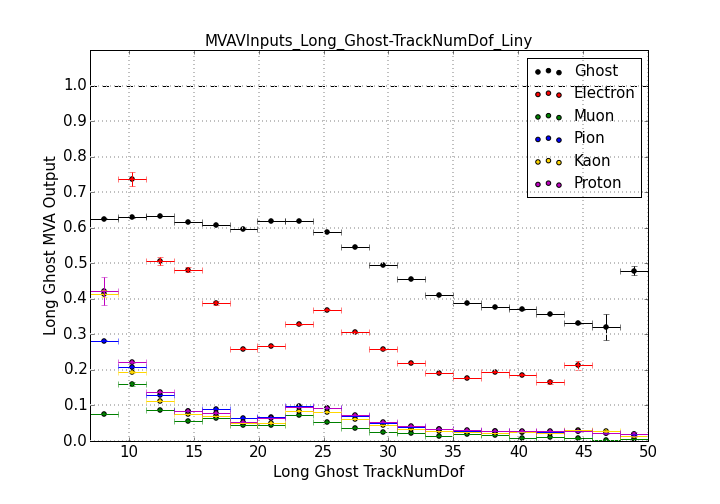 MVAVInputs_Long_Ghost-TrackNumDof_Liny
Long Ghost MVA Output
1.0
0.9
0.8
0.7
0.6
0.5
0.4
0.3
0.2
0.1
0.0
Ghost
Electron
Muon
Pion
Kaon
Proton
10 15 20 25 30 35 40 45 50
Long Ghost TrackNumDof